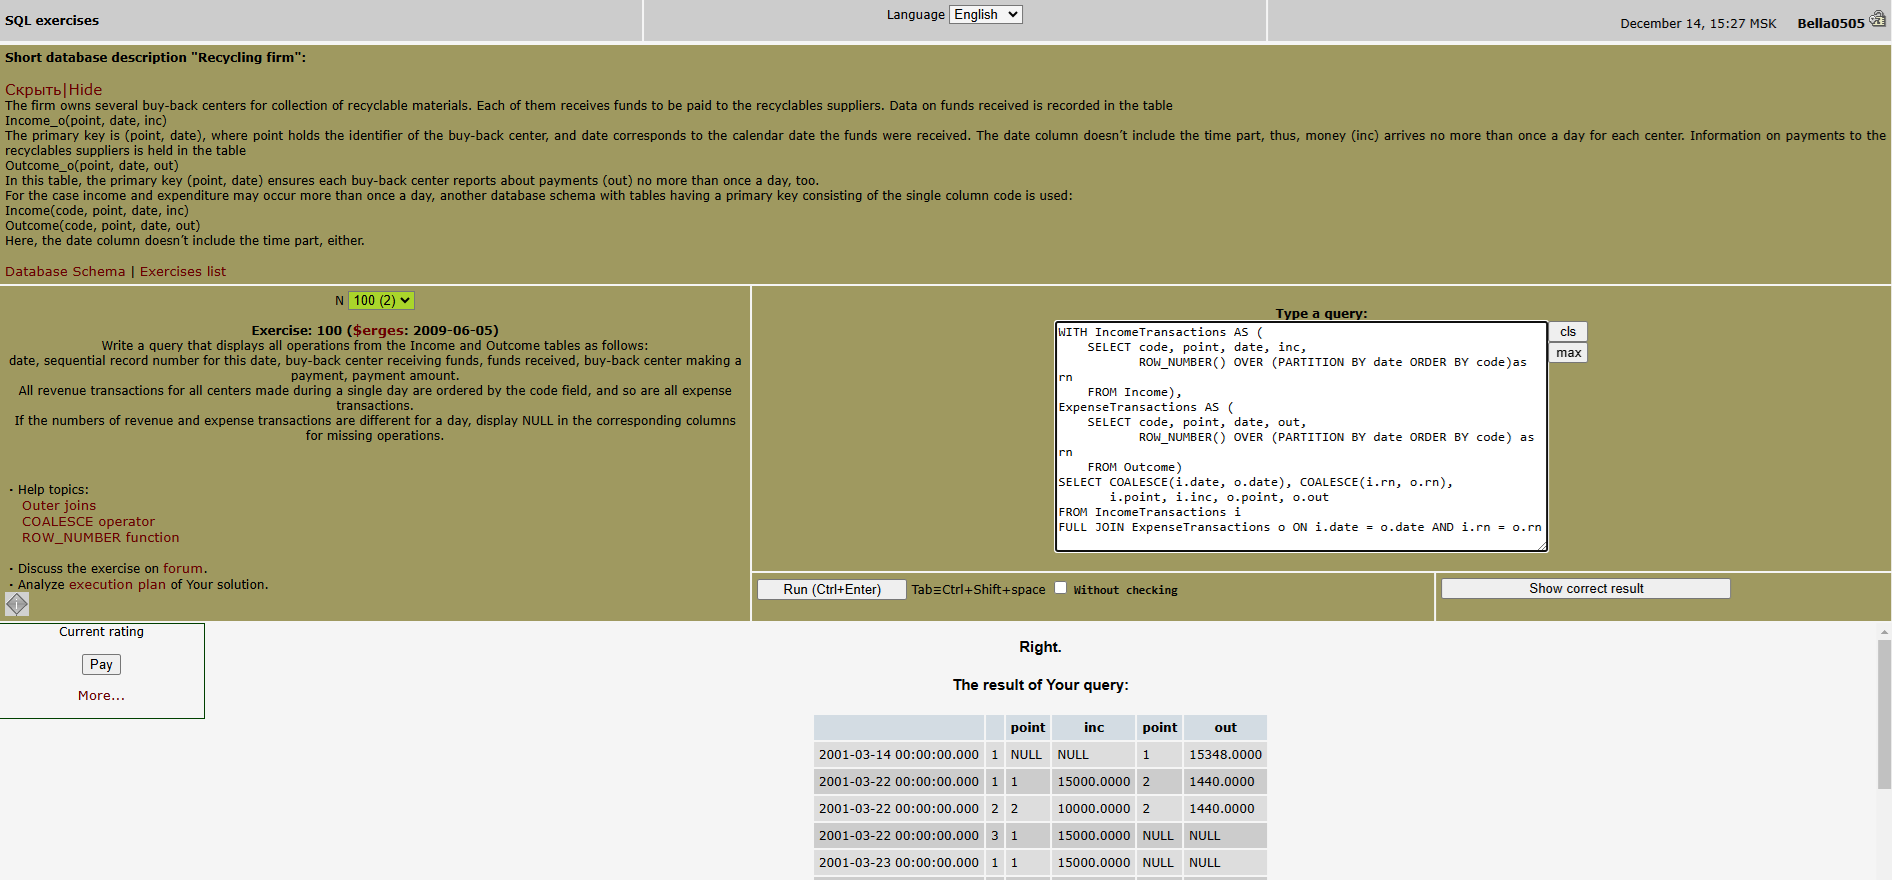 SQL exercises
Language English
December 14, 15:27 MSK Bella0505
Short database description "Recycling firm":
Скрыть|Hide
The firm owns several buy-back centers for collection of recyclable materials. Each of them receives funds to be paid to the recyclables suppliers. Data on funds received is recorded in the table
Income_o(point, date, inc)
The primary key is (point, date), where point holds the identifier of the buy-back center, and date corresponds to the calendar date the funds were received. The date column doesn’t include the time part, thus, money (inc) arrives no more than once a day for each center. Information on payments to the
recyclables suppliers is held in the table
Outcome_o(point, date, out)
In this table, the primary key (point, date) ensures each buy-back center reports about payments (out) no more than once a day, too.
For the case income and expenditure may occur more than once a day, another database schema with tables having a primary key consisting of the single column code is used:
Income(code, point, date, inc)
Outcome(code, point, date, out)
Here, the date column doesn’t include the time part, either.
Database Schema | Exercises list
N 100 (2)
Exercise: 100 ($erges: 2009-06-05)
Write a query that displays all operations from the Income and Outcome tables as follows:
date, sequential record number for this date, buy-back center receiving funds, funds received, buy-back center making a
payment, payment amount.
All revenue transactions for all centers made during a single day are ordered by the code field, and so are all expense
transactions.
If the numbers of revenue and expense transactions are different for a day, display NULL in the corresponding columns
for missing operations.
· Help topics:
Outer joins
COALESCE operator
ROW_NUMBER function
· Discuss the exercise on forum.
· Analyze execution plan of Your solution.
Type a query:
WITH IncomeTransactions AS (
SELECT code, point, date, inc,
ROW_NUMBER() OVER (PARTITION BY date ORDER BY code)as
rn
FROM Income),
ExpenseTransactions AS (
SELECT code, point, date, out,
ROW_NUMBER() OVER (PARTITION BY date ORDER BY code) as
rn
FROM Outcome)
SELECT COALESCE(i.date, o.date), COALESCE(i.rn, o.rn),
i.point, i.inc, o.point, o.out
FROM IncomeTransactions i
FULL JOIN ExpenseTransactions o ON i.date = o.date AND i.rn = o.rn
cls
max
Run (Ctrl+Enter) Tab≡Ctrl+Shift+space Without checking
Show correct result
Current rating
Pay
More...
Right.
The result of Your query:
point inc point out
2001-03-14 00:00:00.000 1 NULL NULL 1 15348.0000
2001-03-22 00:00:00.000 1 1 15000.0000 2 1440.0000
2001-03-22 00:00:00.000 2 2 10000.0000 2 1440.0000
2001-03-22 00:00:00.000 3 1 15000.0000 NULL NULL
2001-03-23 00:00:00.000 1 1 15000.0000 NULL NULL